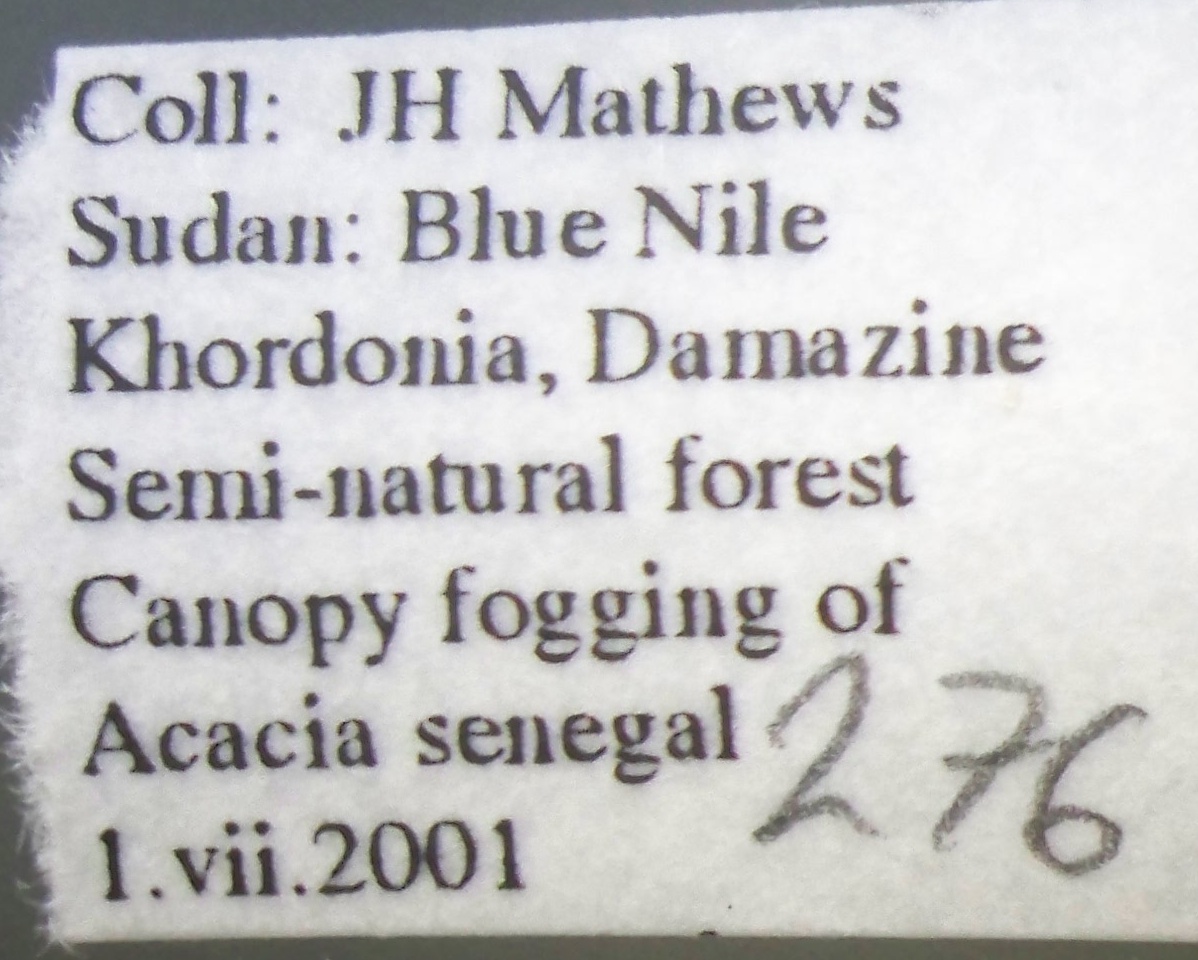 Coll: JH Mathews
Sudan: Blue Nile
Khordonia, Damazine
Semi-natural forest
Canopy fogging of
Acacia senegal 276
1.vii.2001